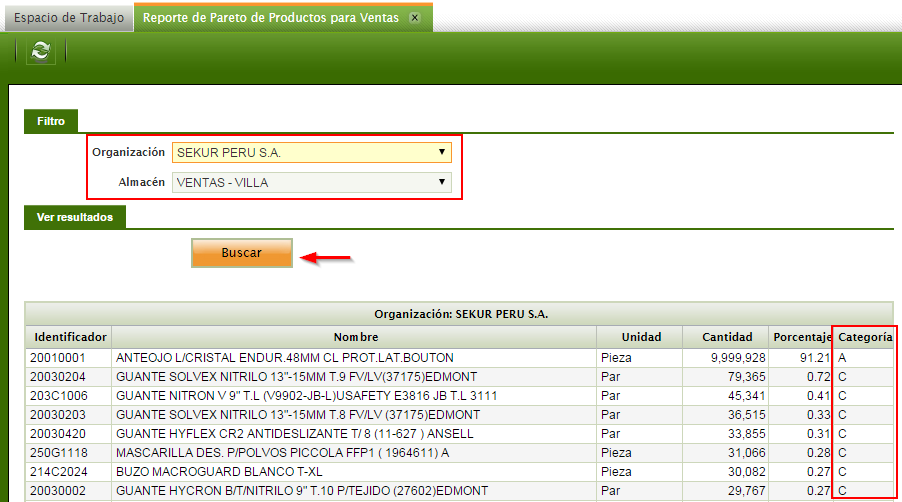 Espacio de Trabajo Reporte de Pareto de Productos para Ventas x
Filtro
Organización SEKUR PERU S.A.
Almacén VENTAS - VILLA
Ver resultados
Buscar
Organización: SEKUR PERU S.A.
Identificador Nombre Unidad Cantidad Porcentaje Categoría
20010001 ANTEOJO L/CRISTAL ENDUR.48MM CL PROT.LAT.BOUTON Pieza 9,999,928 91.21 A
20030204 GUANTE SOLVEX NITRILO 13"-15MM T.9 FV/LV(37175)EDMONT Par 79,365 0.72 C
203C1006 GUANTE NITRON V 9" T.L (V9902-JB-L)USAFETY E3816 JB T.L 3111 Par 45,341 0.41 C
20030203 GUANTE SOLVEX NITRILO 13"-15MM T.8 FV/LV (37175)EDMONT Par 36,515 0.33 C
20030420 GUANTE HYFLEX CR2 ANTIDESLIZANTE T/ 8 (11-627 ) ANSELL Par 33,855 0.31 C
250G1118 MASCARILLA DES. P/POLVOS PICCOLA FFP1 ( 1964611) A Pieza 31,066 0.28 C
214C2024 BUZO MACROGUARD BLANCO T-XL Pieza 30,082 0.27 C
20030002 GUANTE HYCRON B/T/NITRILO 9" T.10 P/TEJIDO (27602)EDMONT Par 29,767 0.27 C